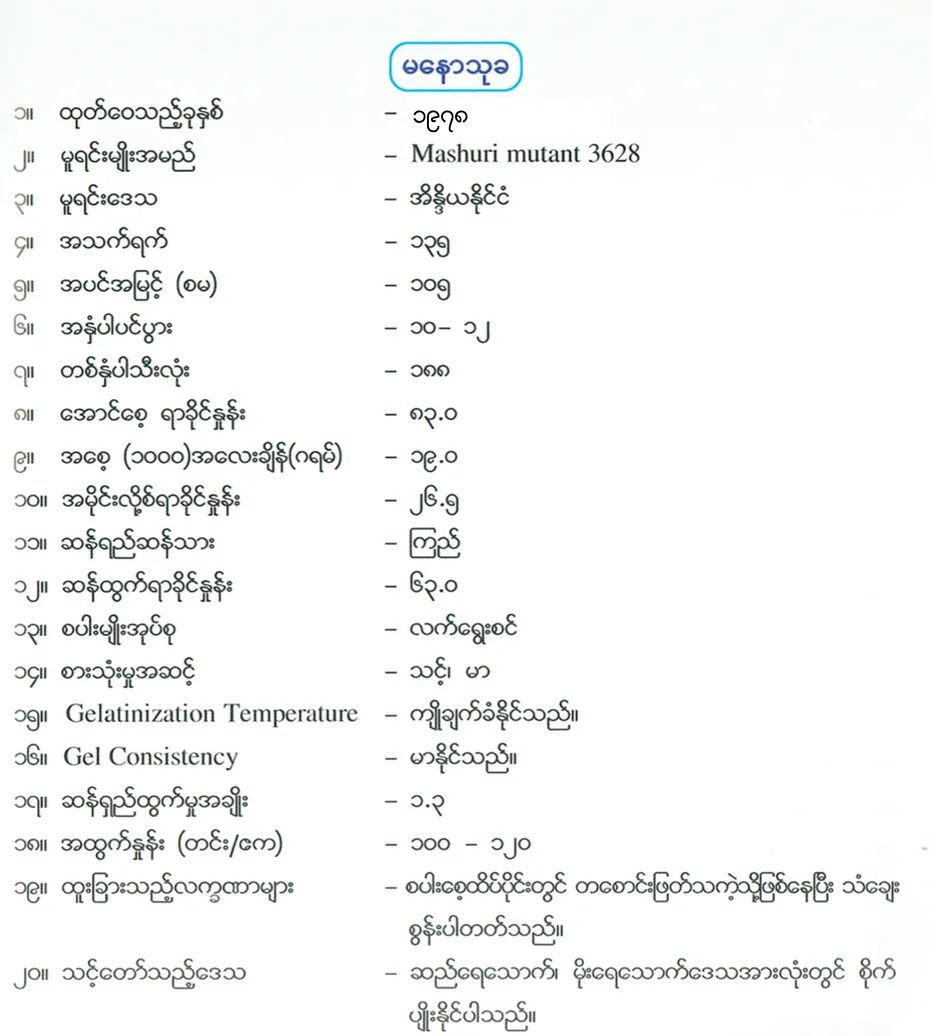 မနောသုခ
၁။ ထုတ်ဝေသည့်ခုနှစ် – ၁၉၇၈
၂။ မူရင်းမျိုးအမည် – Mashuri mutant 3628
၃။ မူရင်းဒေသ – အိန္ဒိယနိုင်ငံ
၄။ အသက်ရက် – ၁၃၅
၅။ အပင်အမြင့် (စမ) – ၁၀၅
၆။ အနှံပါပင်ပွား – ၁၀– ၁၂
၇။ တစ်နှံပါသီးလုံး – ၁၈၈
၈။ အောင်စေ့ ရာခိုင်နှုန်း – ၈၃.၀
၉။ အစေ့ (၁၀၀၀)အလေးချိန်(ဂရမ်) – ၁၉.၀
၁၀။ အမိုင်းလို့စ်ရာခိုင်နှုန်း – ၂၆.၅
၁၁။ ဆန်ရည်ဆန်သား – ကြည်
၁၂။ ဆန်ထွက်ရာခိုင်နှုန်း – ၆၃.၀
၁၃။ စပါးမျိုးအုပ်စု – လက်ရွေးစင်
၁၄။ စားသုံးမှုအဆင့် – သင့်၊ မာ
၁၅။ Gelatinization Temperature – ကျိုချက်ခံနိုင်သည်။
၁၆။ Gel Consistency – မာနိုင်သည်။
၁၇။ ဆန်ရှည်ထွက်မှုအချိုး – ၁.၃
၁၈။ အထွက်နှုန်း (တင်း/ဧက) – ၁၀၀ – ၁၂၀
၁၉။ ထူးခြားသည့်လက္ခဏာများ – စပါးစေ့ထိပ်ပိုင်းတွင် တစောင်းဖြတ်သကဲ့သို့ဖြစ်နေပြီး သံချေး
စွန်းပါတတ်သည်။
၂၀။ သင့်တော်သည့်ဒေသ – ဆည်ရေသောက်၊ မိုးရေသောက်ဒေသအားလုံးတွင် စိုက်
ပျိုးနိုင်ပါသည်။